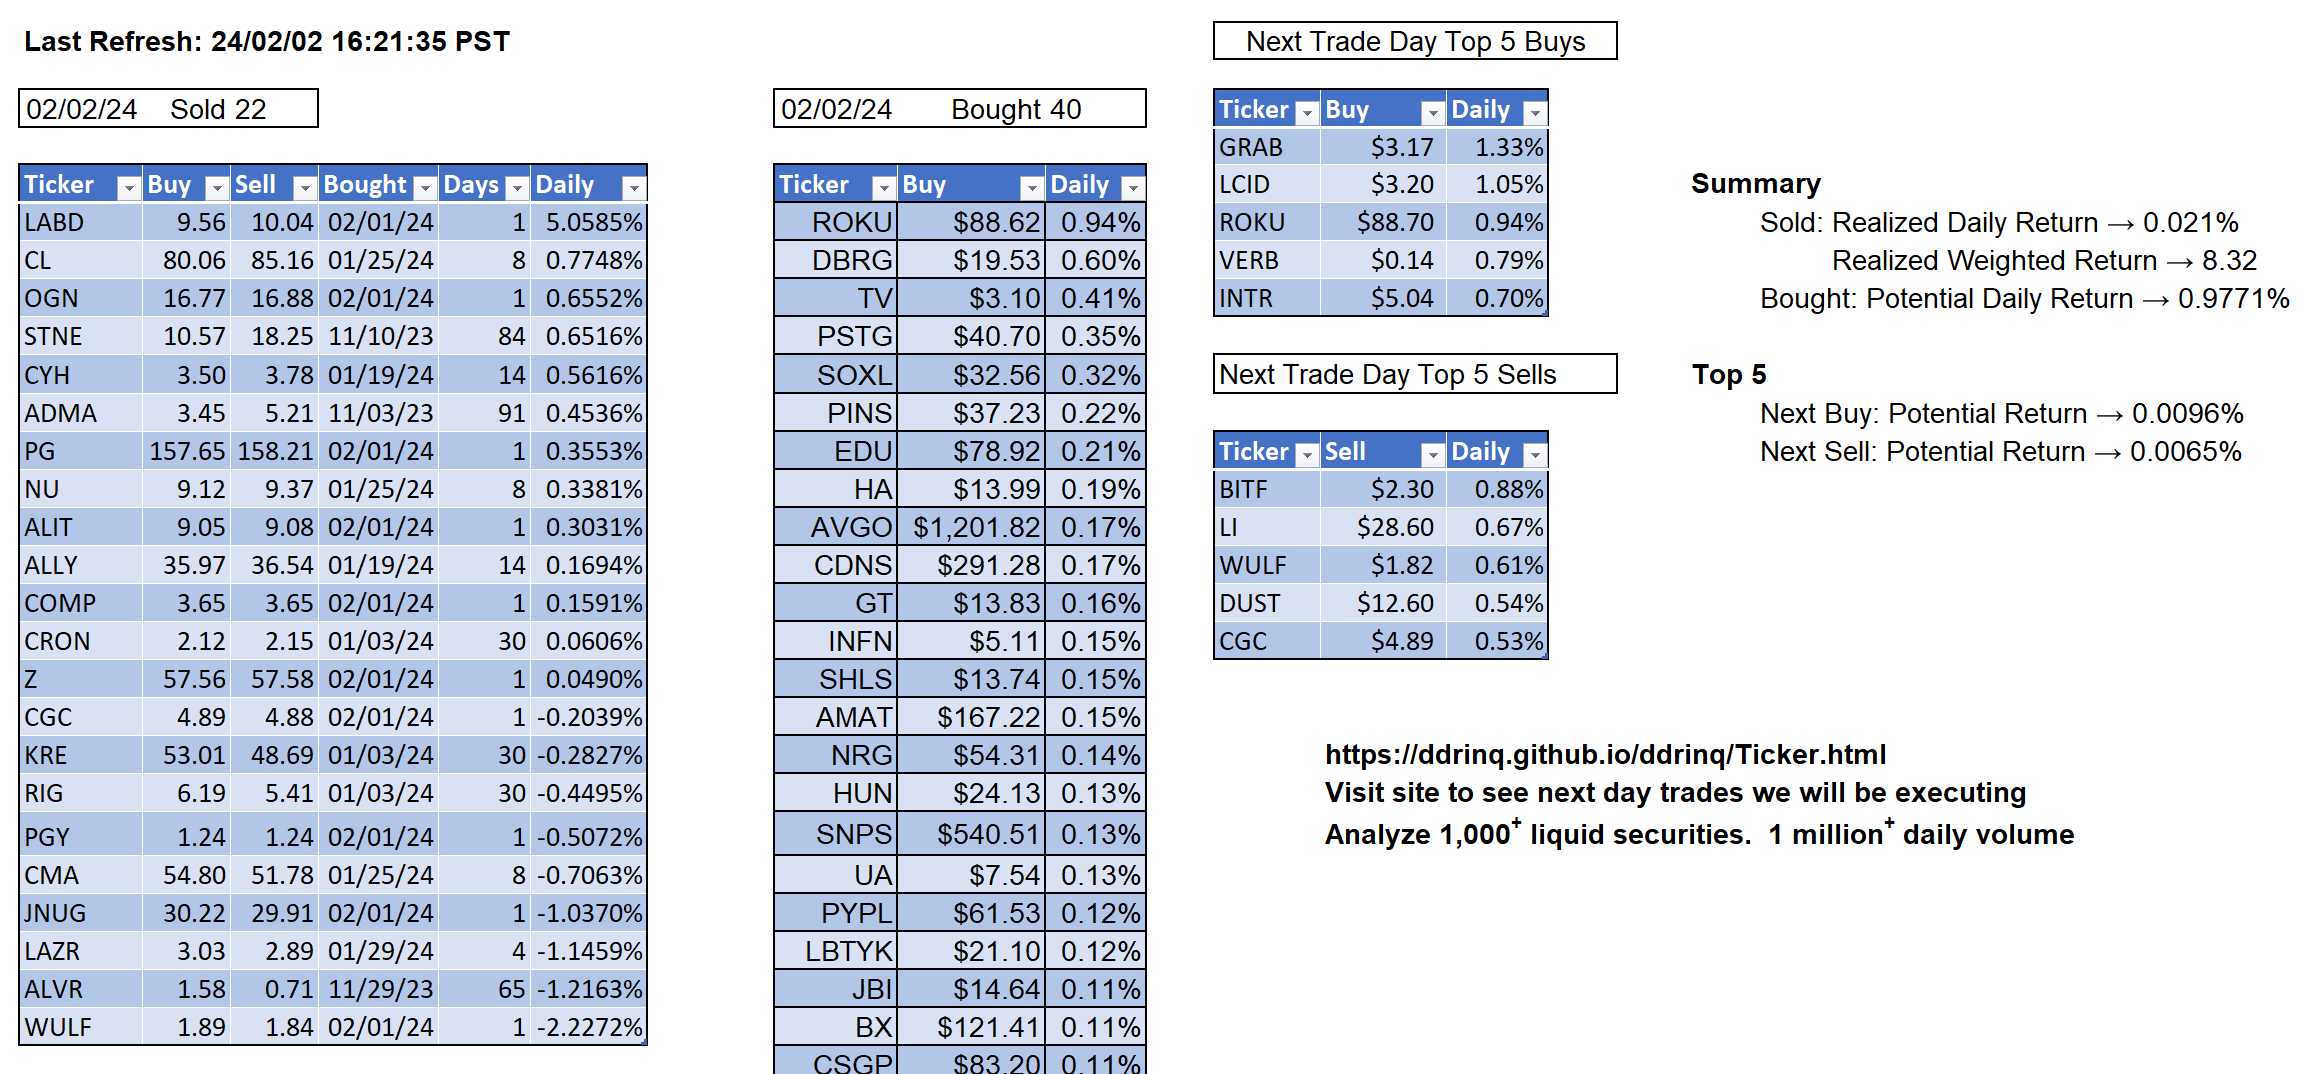 Last Refresh: 24/02/02 16:21:35 PST
02/02/24 Sold 22
Ticker Buy Sell Bought Days Daily
LABD 9.56 10.04 02/01/24 1 5.0585%
CL 80.06 85.16 01/25/24 8 0.7748%
OGN 16.77 16.88 02/01/24 1 0.6552%
STNE 10.57 18.25 11/10/23 84 0.6516%
CYH 3.50 3.78 01/19/24 14 0.5616%
ADMA 3.45 5.21 11/03/23 91 0.4536%
PG 157.65 158.21 02/01/24 1 0.3553%
NU 9.12 9.37 01/25/24 8 0.3381%
ALIT 9.05 9.08 02/01/24 1 0.3031%
ALLY 35.97 36.54 01/19/24 14 0.1694%
COMP 3.65 3.65 02/01/24 1 0.1591%
CRON 2.12 2.15 01/03/24 30 0.0606%
Z 57.56 57.58 02/01/24 1 0.0490%
CGC 4.89 4.88 02/01/24 1 -0.2039%
KRE 53.01 48.69 01/03/24 30 -0.2827%
RIG 6.19 5.41 01/03/24 30 -0.4495%
PGY 1.24 1.24 02/01/24 1 -0.5072%
CMA 54.80 51.78 01/25/24 8 -0.7063%
JNUG 30.22 29.91 02/01/24 1 -1.0370%
LAZR 3.03 2.89 01/29/24 4 -1.1459%
ALVR 1.58 0.71 11/29/23 65 -1.2163%
WULF 1.89 1.84 02/01/24 1 -2.2272%
02/02/24 Bought 40
Ticker Buy Daily
ROKU $88.62 0.94%
DBRG $19.53 0.60%
TV $3.10 0.41%
PSTG $40.70 0.35%
SOXL $32.56 0.32%
PINS $37.23 0.22%
EDU $78.92 0.21%
HA $13.99 0.19%
AVGO $1,201.82 0.17%
CDNS $291.28 0.17%
GT $13.83 0.16%
INFN $5.11 0.15%
SHLS $13.74 0.15%
AMAT $167.22 0.15%
NRG $54.31 0.14%
HUN $24.13 0.13%
SNPS $540.51 0.13%
UA $7.54 0.13%
PYPL $61.53 0.12%
LBTYK $21.10 0.12%
JBI $14.64 0.11%
BX $121.41 0.11%
CSGP $83.20 0.11%
Next Trade Day Top 5 Buys
Ticker Buy Daily
GRAB $3.17 1.33%
LCID $3.20 1.05%
ROKU $88.70 0.94%
VERB $0.14 0.79%
INTR $5.04 0.70%
Next Trade Day Top 5 Sells
Ticker Sell Daily
BITF $2.30 0.88%
LI $28.60 0.67%
WULF $1.82 0.61%
DUST $12.60 0.54%
CGC $4.89 0.53%
Summary
Sold: Realized Daily Return → 0.021%
Realized Weighted Return → 8.32
Bought: Potential Daily Return → 0.9771%
Top 5
Next Buy: Potential Return → 0.0096%
Next Sell: Potential Return → 0.0065%
https://ddrinq.github.io/ddrinq/Ticker.html
Visit site to see next day trades we will be executing
Analyze 1,000+ liquid securities. 1 million+ daily volume